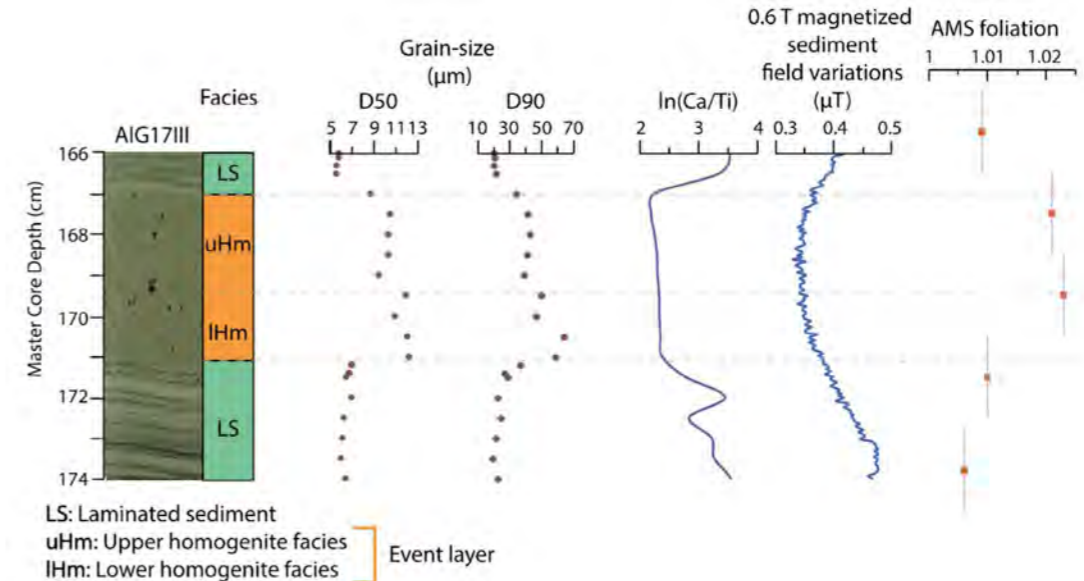 Grain-size
(µm)
0.6 T magnetized
sediment
field variations
(µT)
AMS foliation
1 1.01 1.02
Facies
D50
D90
ln(Ca/Ti)
AIG17III
5 7 9 11 13
10 30 50 70
2 3 4
0.3 0.4 0.5
Master Core Depth (cm)
166
168
170
172
174
LS
uHm
lHm
LS
LS: Laminated sediment
uHm: Upper homogenite facies
lHm: Lower homogenite facies
Event layer